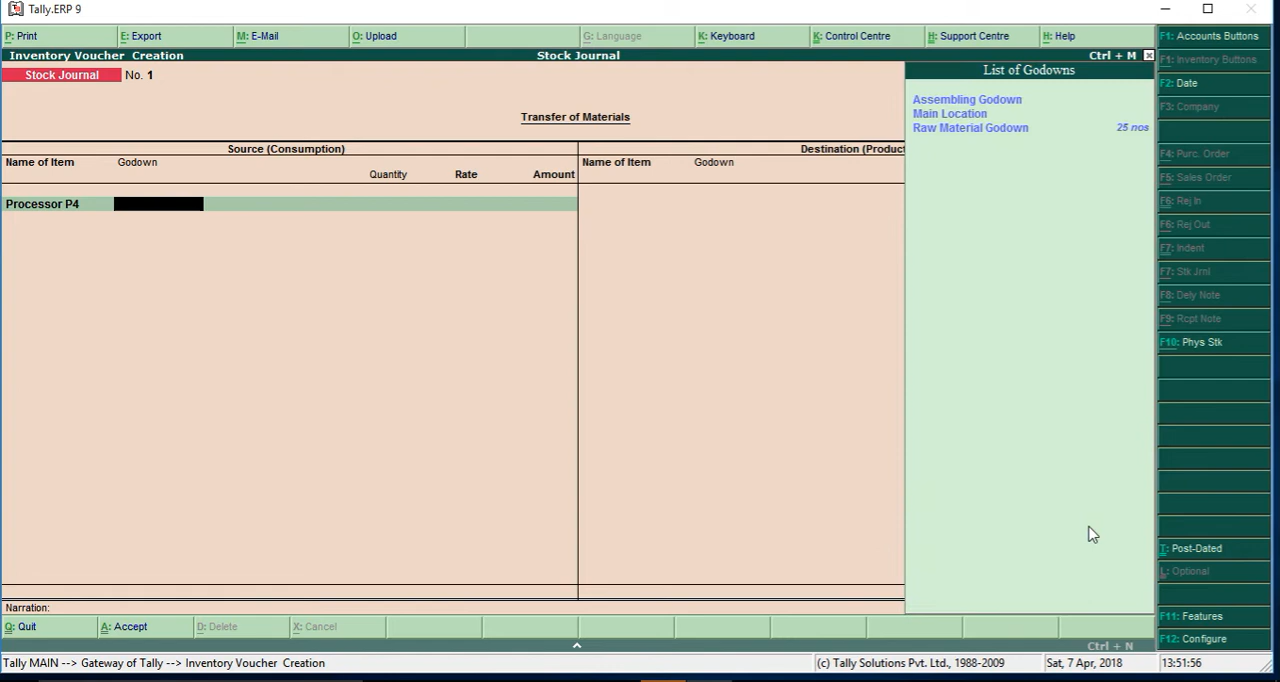 Tally.ERP 9
P: Print
E: Export
M: E-Mail
O: Upload
G: Language
K: Keyboard
K: Control Centre
H: Support Centre
H: Help
Inventory Voucher Creation
Stock Journal
Ctrl + M
Stock Journal No. 1
Transfer of Materials
Source (Consumption)
Name of Item Godown
Quantity Rate Amount
Destination (Product
Name of Item Godown
Processor P4
Narration:
List of Godowns
Assembling Godown
Main Location
Raw Material Godown 25 nos
F1: Accounts Buttons
F1: Inventory Buttons
F2: Date
F3: Company
F4: Purc. Order
F5: Sales Order
F6: Rej In
F6: Rej Out
F7: Indent
F7: Stk Jrnl
F8: Dely Note
F9: Rcpt Note
F10: Phys Stk
T: Post-Dated
L: Optional
F11: Features
F12: Configure
Q: Quit
A: Accept
D: Delete
X: Cancel
Ctrl + N
Tally MAIN --> Gateway of Tally --> Inventory Voucher Creation
(c) Tally Solutions Pvt. Ltd., 1988-2009
Sat, 7 Apr, 2018
13:51:56